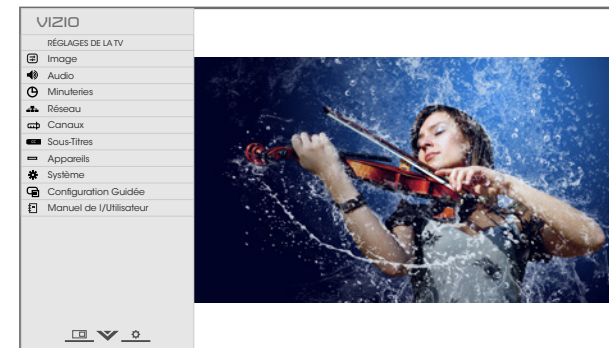 VIZIO
RÉGLAGES DE LA TV
Image
Audio
Minuteries
Réseau
Canaux
Sous-Titres
Appareils
Système
Configuration Guidée
Manuel de l/Utilisateur